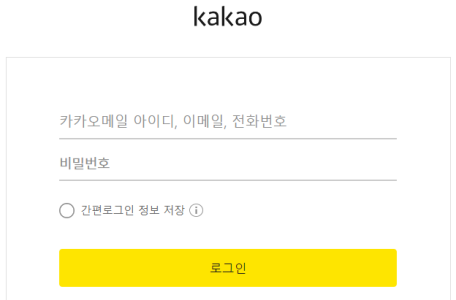 kakao
카카오메일 아이디, 이메일, 전화번호
비밀번호
간편로그인 정보 저장
로그인